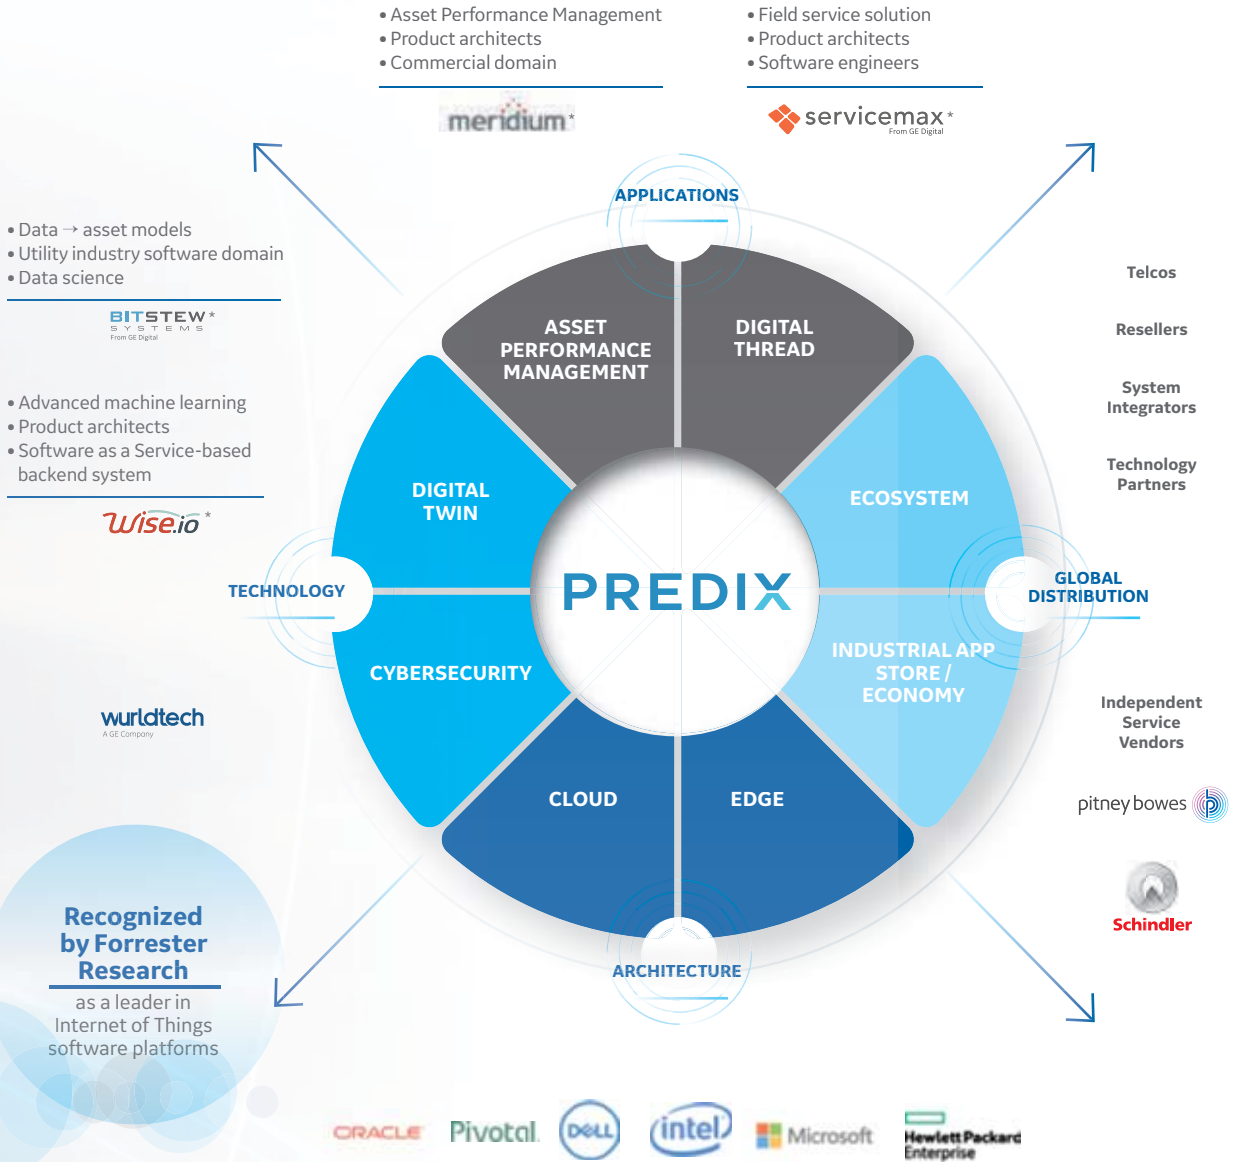 • Asset Performance Management
• Product architects
• Commercial domain
meridium*
• Field service solution
• Product architects
• Software engineers
servicemax*
From GE Digital
• Data → asset models
• Utility industry software domain
• Data science
BITSTEW*
SYSTEMS
From GE Digital
• Advanced machine learning
• Product architects
• Software as a Service-based
backend system
Wise.io*
TECHNOLOGY
wurldtech
A GE Company
APPLICATIONS
ASSET
PERFORMANCE
MANAGEMENT
DIGITAL
THREAD
DIGITAL
TWIN
ECOSYSTEM
PREDIX
CYBERSECURITY
INDUSTRIAL APP
STORE /
ECONOMY
CLOUD
EDGE
ARCHITECTURE
Telcos
Resellers
System
Integrators
Technology
Partners
GLOBAL
DISTRIBUTION
Independent
Service
Vendors
pitney bowes
Schindler
Recognized
by Forrester
Research
as a leader in
Internet of Things
software platforms
ORACLE
Pivotal.
DELL
intel
Microsoft
Hewlett Packard
Enterprise